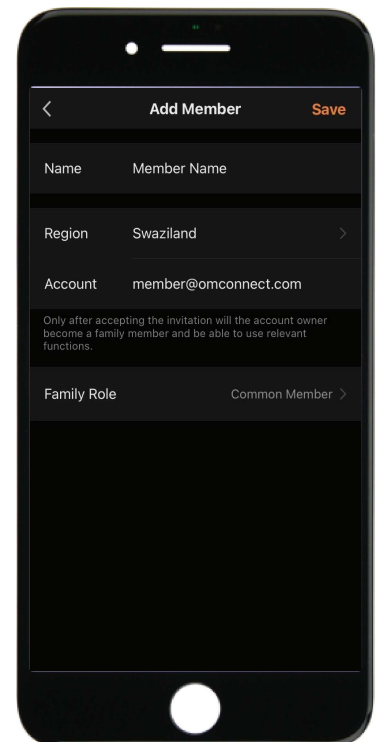 Add Member Save
Name Member Name
Region Swaziland
Account member@omconnect.com
Only after accepting the invitation will the account owner
become a family member and be able to use relevant
functions.
Family Role Common Member